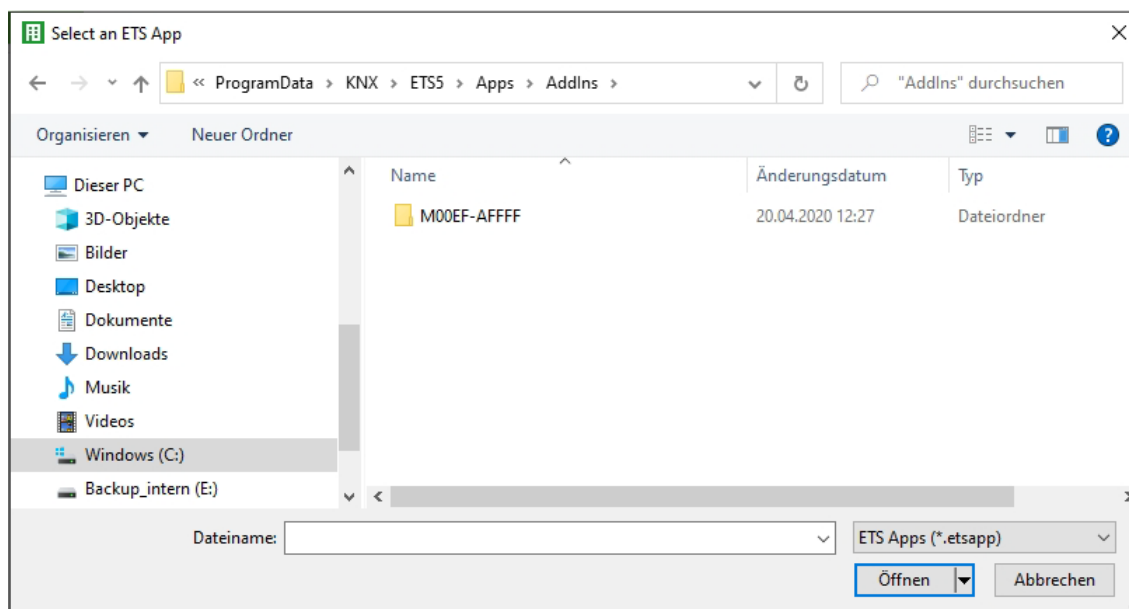 Select an ETS App
« ProgramData › KNX › ETS5 › Apps › AddIns ›
"AddIns" durchsuchen
Organisieren
Neuer Ordner
Dieser PC
3D-Objekte
Bilder
Desktop
Dokumente
Downloads
Musik
Videos
Windows (C:)
Backup_intern (E:)
Name Änderungsdatum Typ
M00EF-AFFFF 20.04.2020 12:27 Dateiordner
Dateiname:
ETS Apps (*.etsapp)
Öffnen
Abbrechen